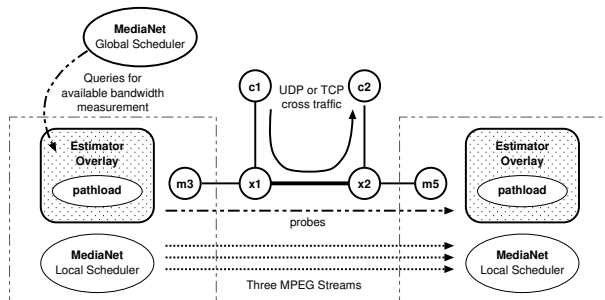 MediaNet
Global Scheduler
Queries for
available bandwidth
measurement
c1
UDP or TCP
cross traffic
c2
Estimator
Overlay
pathload
m3
x1
x2
m5
Estimator
Overlay
pathload
probes
MediaNet
Local Scheduler
Three MPEG Streams
MediaNet
Local Scheduler